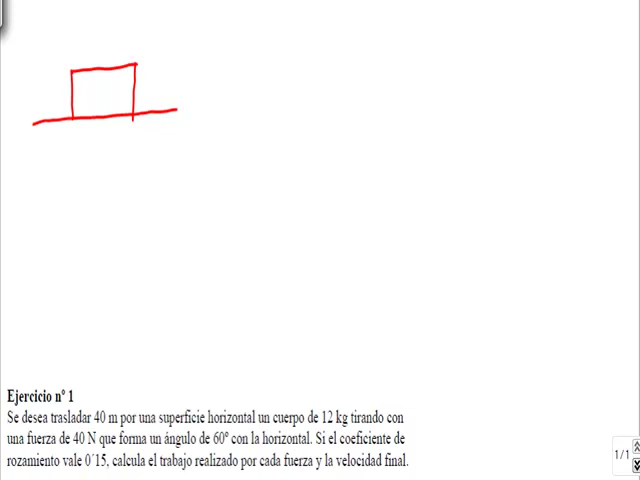 Ejercicio nº 1
Se desea trasladar 40 m por una superficie horizontal un cuerpo de 12 kg tirando con
una fuerza de 40 N que forma un ángulo de 60º con la horizontal. Si el coeficiente de
rozamiento vale 0´15, calcula el trabajo realizado por cada fuerza y la velocidad final.
1/1